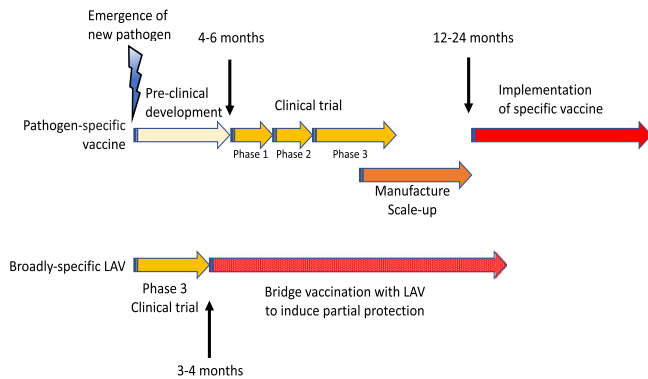 Emergence of
new pathogen
4-6 months
12-24 months
Pre-clinical
development
Clinical trial
Implementation
of specific vaccine
Pathogen-specific
vaccine
Phase 1
Phase 2
Phase 3
Manufacture
Scale-up
Broadly-specific LAV
Phase 3
Clinical trial
Bridge vaccination with LAV
to induce partial protection
3-4 months